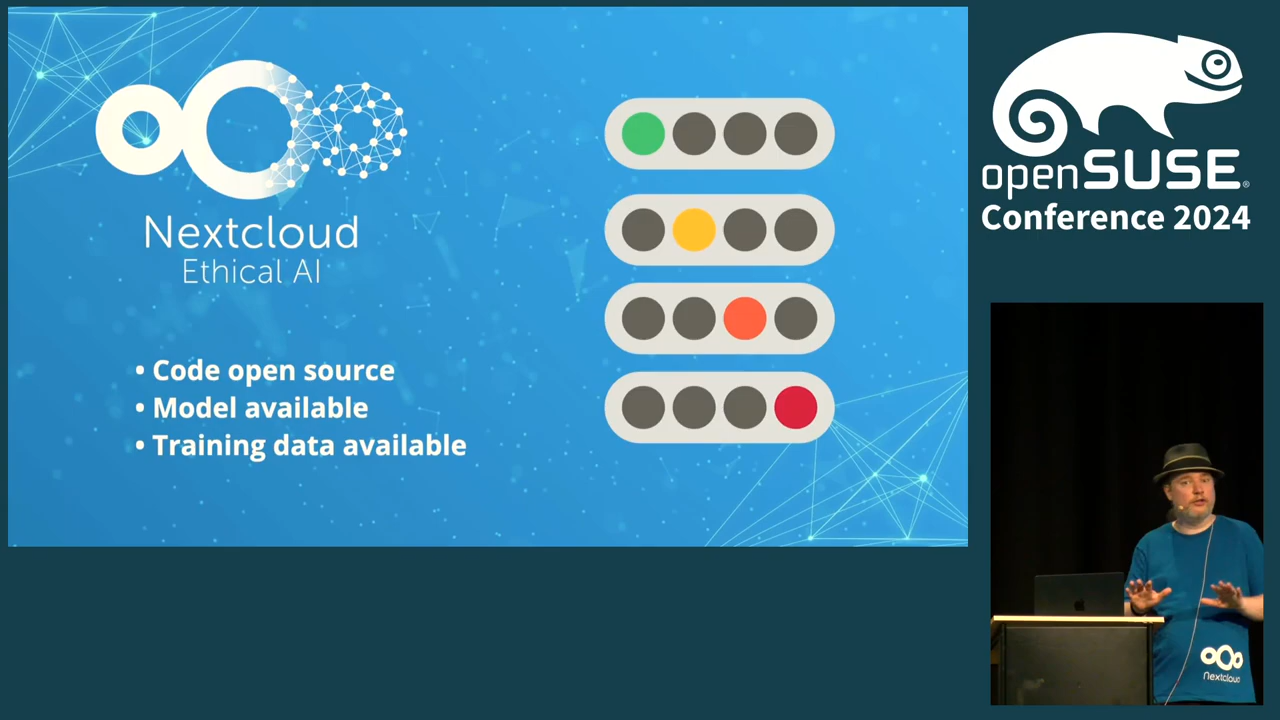 Nextcloud
Ethical AI
• Code open source
• Model available
• Training data available
openSUSE®
Conference 2024
Nextcloud